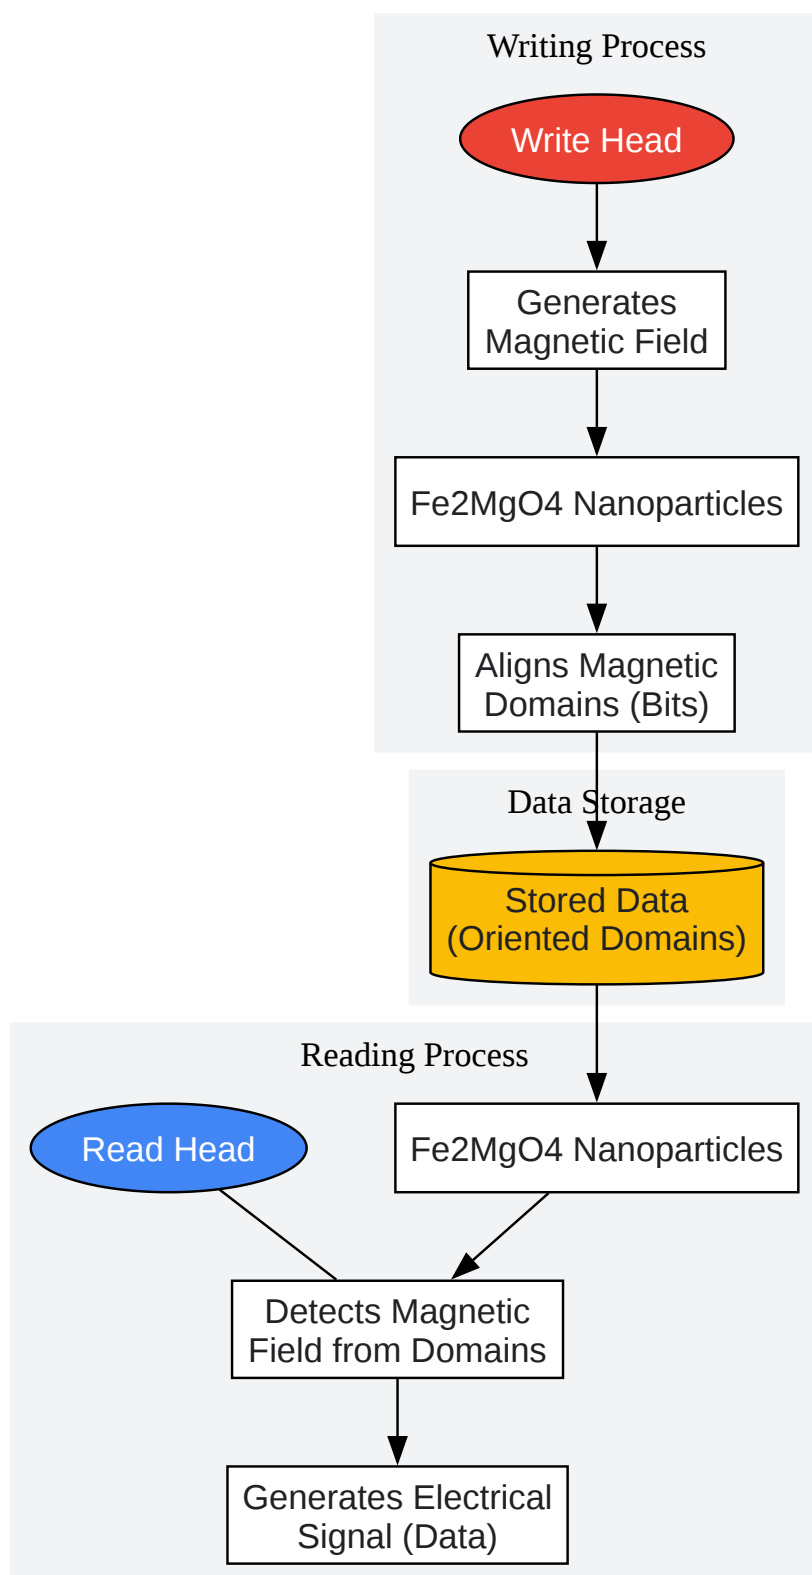 Writing Process
Write Head
Generates
Magnetic Field
Fe2MgO4 Nanoparticles
Aligns Magnetic
Domains (Bits)
Data Storage
Stored Data
(Oriented Domains)
Reading Process
Read Head
Fe2MgO4 Nanoparticles
Detects Magnetic
Field from Domains
Generates Electrical
Signal (Data)